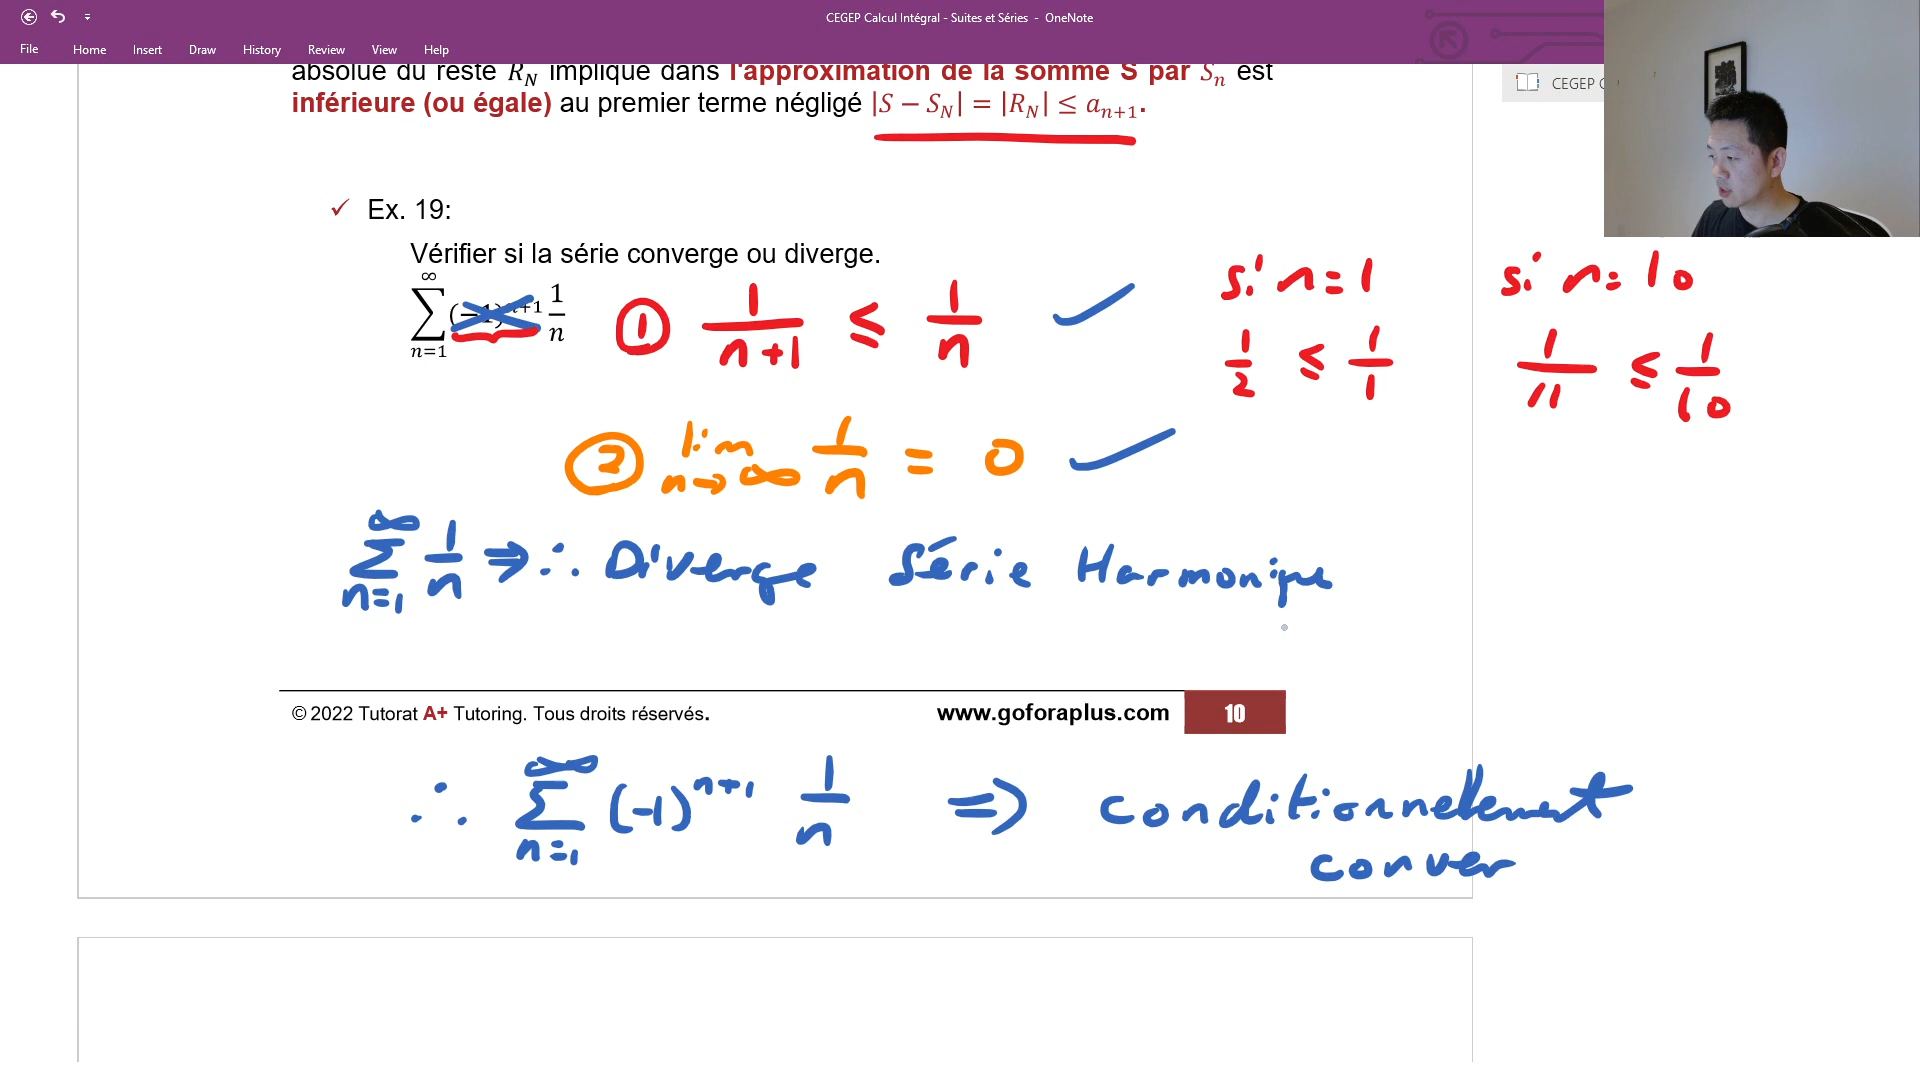 CEGEP Calcul Intégral - Suites et Séries - OneNote
File Home Insert Draw History Review View Help
absolue du reste R_N impliqué dans l'approximation de la somme S par S_n est
inférieure (ou égale) au premier terme négligé |S − S_N| = |R_N| ≤ a_{n+1}.
CEGEP C
✓ Ex. 19:
Vérifier si la série converge ou diverge.
∑_{n=1}^{∞} (−1)^{n+1} 1/n
① 1/(n+1) ≤ 1/n ✓
si n=1
1/2 ≤ 1/1
si n=10
1/11 ≤ 1/10
② lim n→∞ 1/n = 0 ✓
∑_{n=1}^{∞} 1/n ⇒ ∴ Diverge Série Harmonique
© 2022 Tutorat A+ Tutoring. Tous droits réservés. www.goforaplus.com 10
∴ ∑_{n=1}^{∞} (-1)^{n+1} 1/n ⇒ conditionnellement
conver